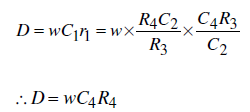 D = wC₁r₁ = w × R₄C₂/R₃ × C₄R₃/C₂
∴ D = wC₄R₄